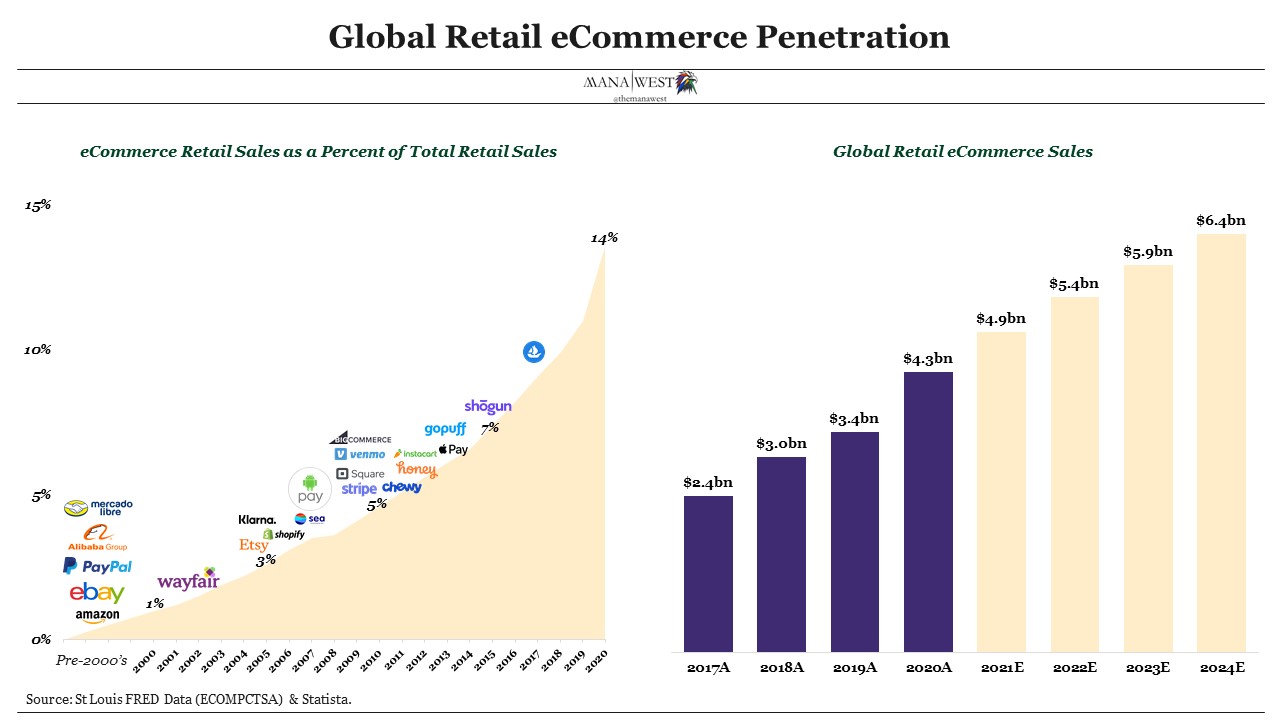 Global Retail eCommerce Penetration
MANA WEST
@themanawest
eCommerce Retail Sales as a Percent of Total Retail Sales
15%
10%
5%
0%
14%
7%
5%
3%
1%
shōgun
gopuff
BIGCOMMERCE
venmo
instacart
Pay
Square
honey
pay
stripe
chewy
mercado
libre
Klarna.
sea
shopify
Etsy
Alibaba Group
PayPal
wayfair
ebay
amazon
Pre-2000's
2000
2001
2002
2003
2004
2005
2006
2007
2008
2009
2010
2011
2012
2013
2014
2015
2016
2017
2018
2019
2020
Global Retail eCommerce Sales
$2.4bn
$3.0bn
$3.4bn
$4.3bn
$4.9bn
$5.4bn
$5.9bn
$6.4bn
2017A
2018A
2019A
2020A
2021E
2022E
2023E
2024E
Source: St Louis FRED Data (ECOMPCTSA) & Statista.